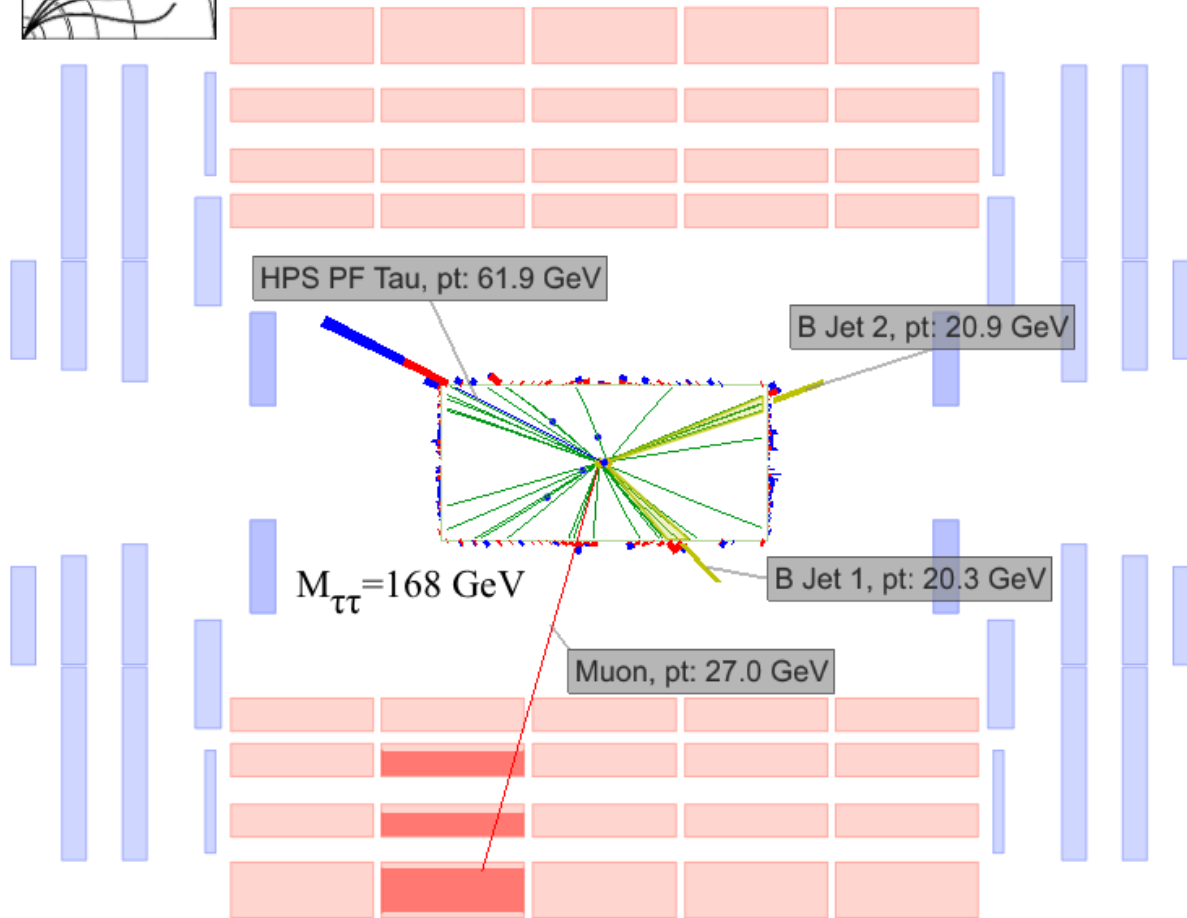 HPS PF Tau, pt: 61.9 GeV
B Jet 2, pt: 20.9 GeV
B Jet 1, pt: 20.3 GeV
Mττ=168 GeV
Muon, pt: 27.0 GeV